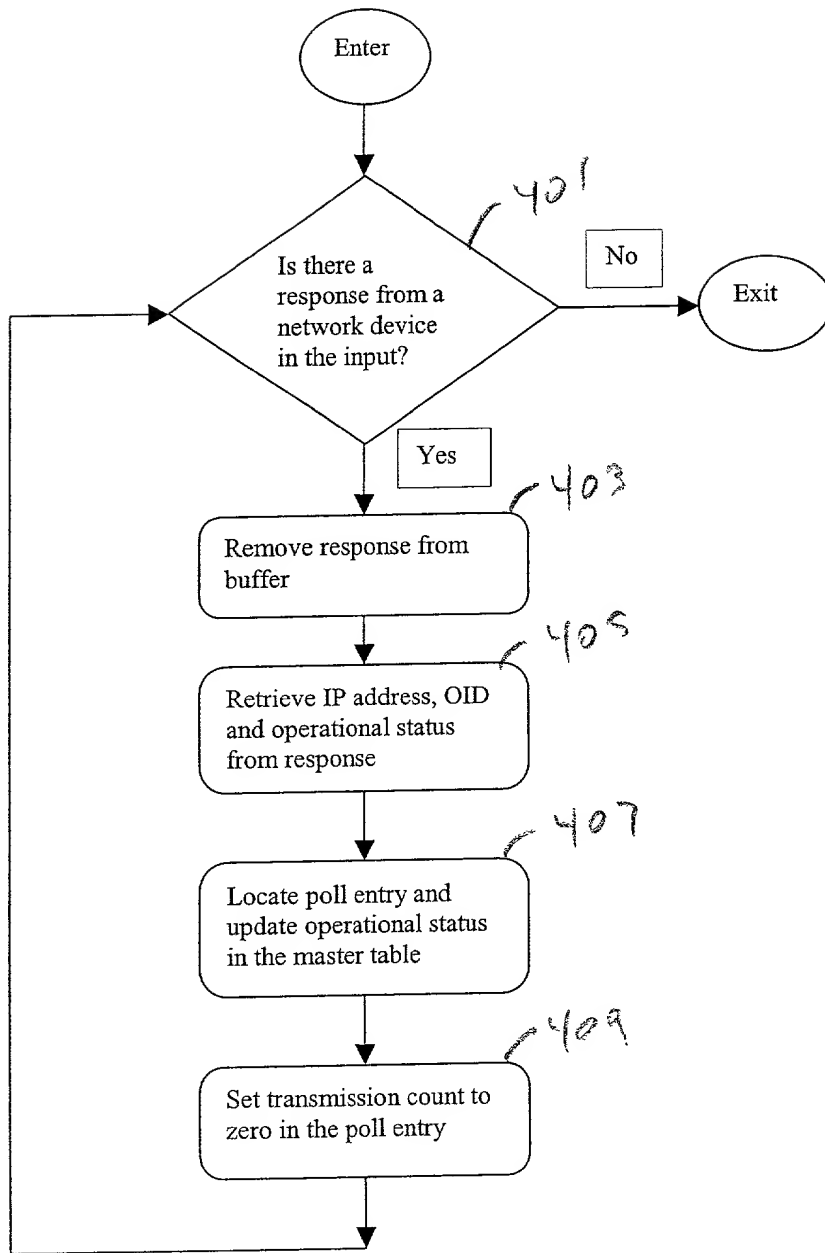 Enter
401
Is there a
response from a
network device
in the input?
No
Exit
Yes
403
Remove response from
buffer
405
Retrieve IP address, OID
and operational status
from response
407
Locate poll entry and
update operational status
in the master table
409
Set transmission count to
zero in the poll entry